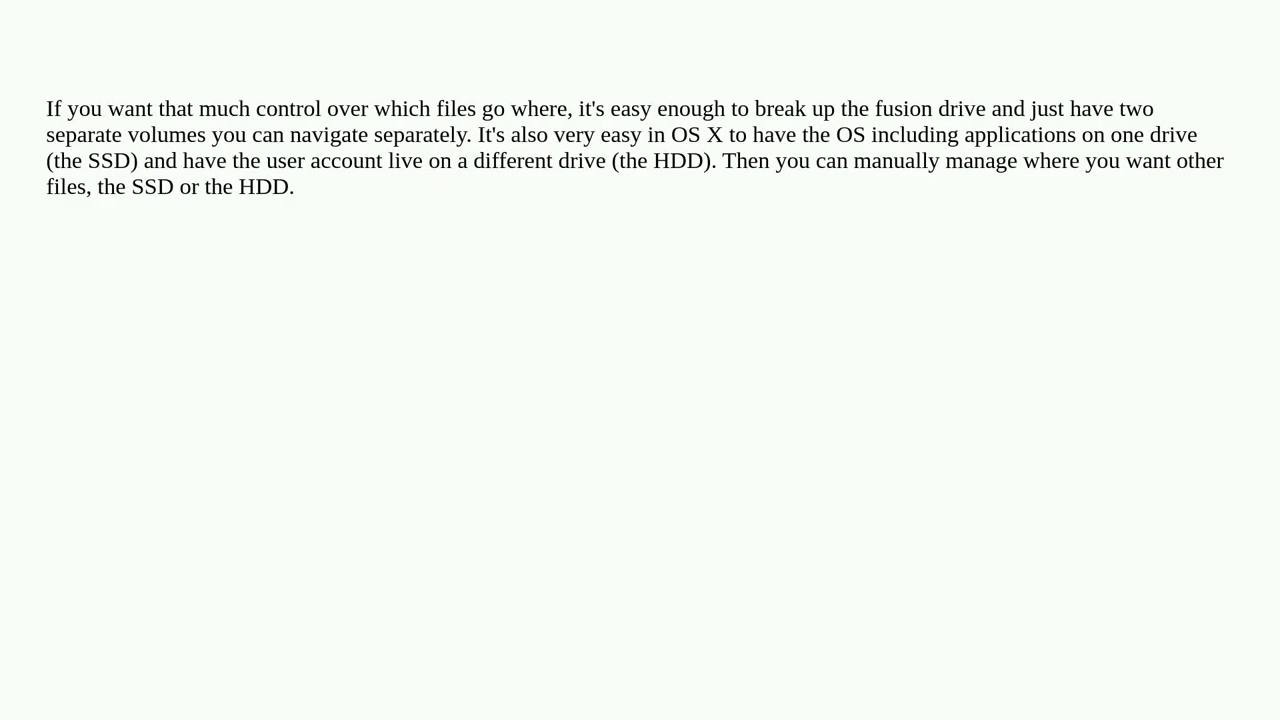 If you want that much control over which files go where, it's easy enough to break up the fusion drive and just have two
separate volumes you can navigate separately. It's also very easy in OS X to have the OS including applications on one drive
(the SSD) and have the user account live on a different drive (the HDD). Then you can manually manage where you want other
files, the SSD or the HDD.